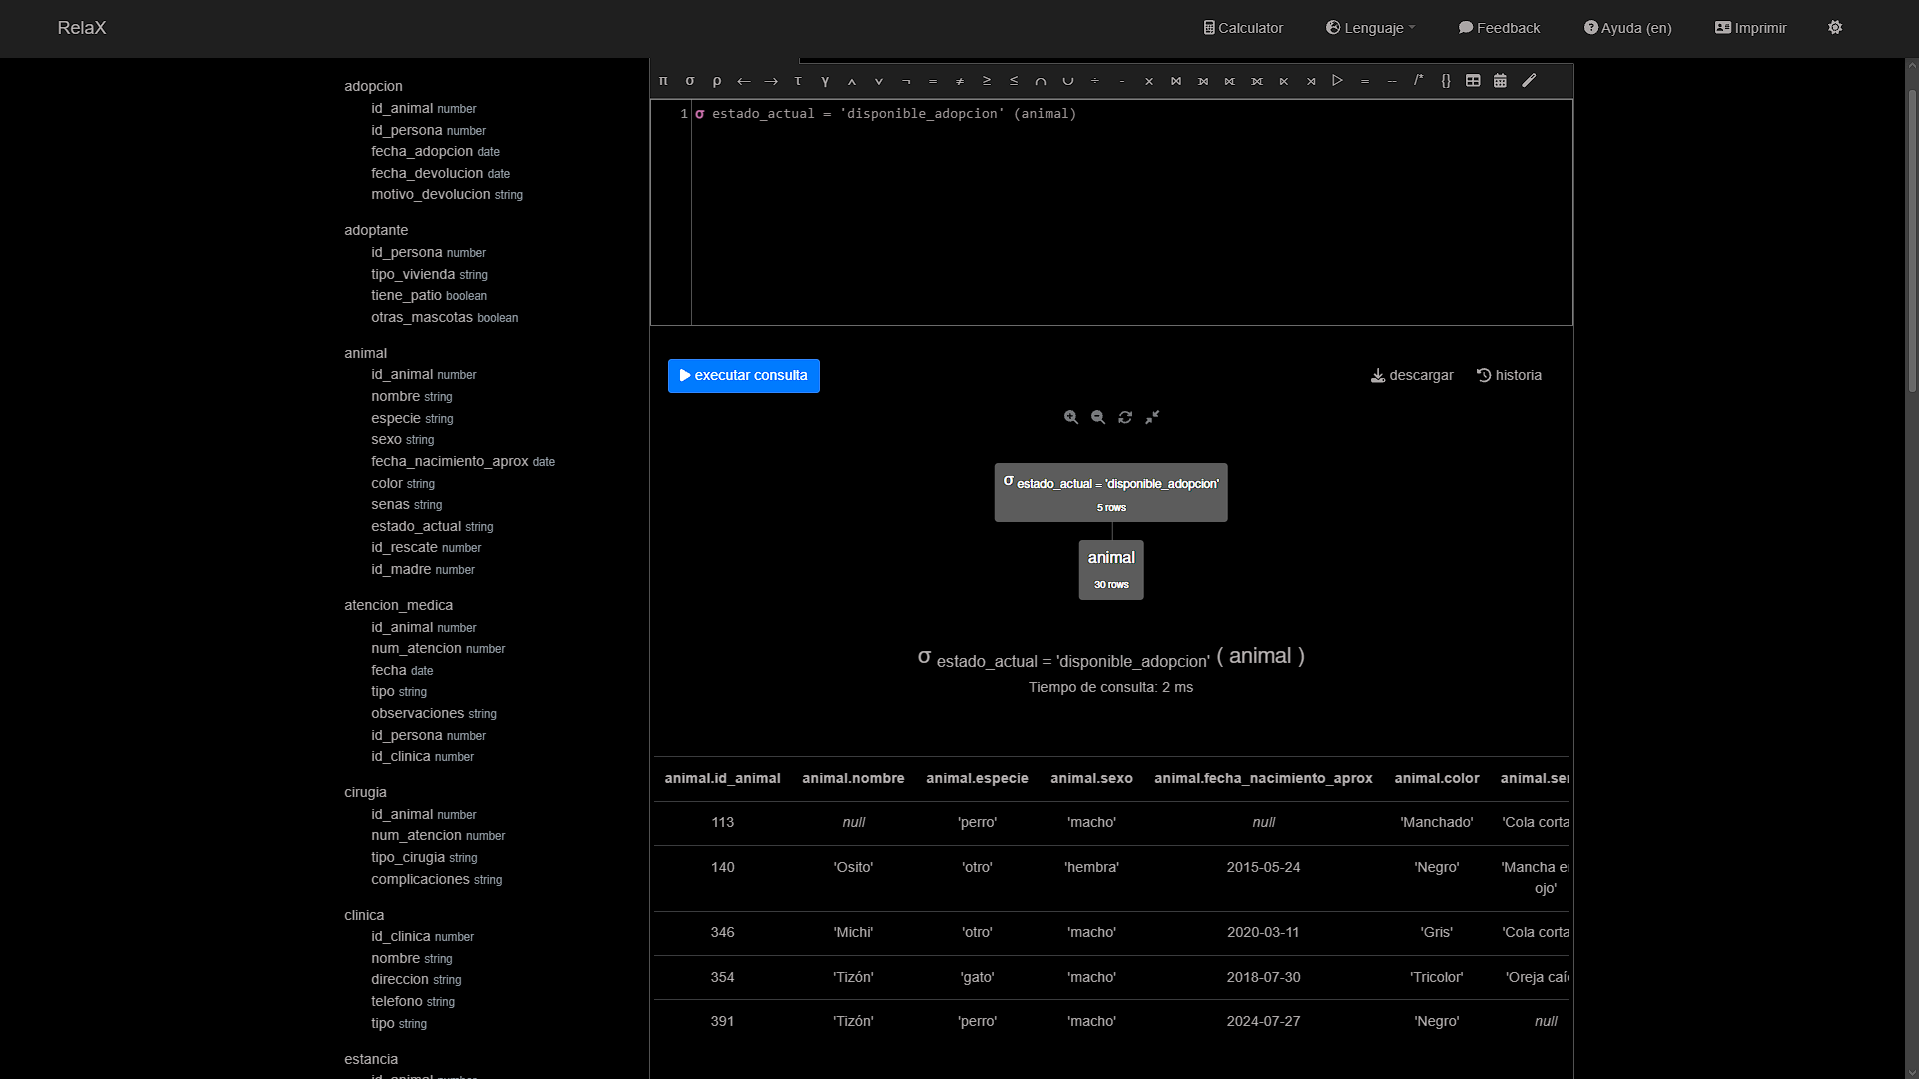 RelaX
Calculator Lenguaje Feedback Ayuda (en) Imprimir
adopcion
id_animal number
id_persona number
fecha_adopcion date
fecha_devolucion date
motivo_devolucion string
adoptante
id_persona number
tipo_vivienda string
tiene_patio boolean
otras_mascotas boolean
animal
id_animal number
nombre string
especie string
sexo string
fecha_nacimiento_aprox date
color string
senas string
estado_actual string
id_rescate number
id_madre number
atencion_medica
id_animal number
num_atencion number
fecha date
tipo string
observaciones string
id_persona number
id_clinica number
cirugia
id_animal number
num_atencion number
tipo_cirugia string
complicaciones string
clinica
id_clinica number
nombre string
direccion string
telefono string
tipo string
estancia
id_animal number
π σ ρ ← → τ γ ∧ ∨ ¬ = ≠ ≥ ≤ ∩ ∪ ÷ - ⨯ ⨝ ⟕ ⟖ ⟗ ⋉ ⋊ ▷ = -- /* {}
1 σ estado_actual = 'disponible_adopcion' (animal)
executar consulta
descargar historia
σ estado_actual = 'disponible_adopcion'
5 rows
animal
30 rows
σ estado_actual = 'disponible_adopcion' ( animal )
Tiempo de consulta: 2 ms
animal.id_animal animal.nombre animal.especie animal.sexo animal.fecha_nacimiento_aprox animal.color animal.se
113 null 'perro' 'macho' null 'Manchado' 'Cola corta
140 'Osito' 'otro' 'hembra' 2015-05-24 'Negro' 'Mancha e
ojo'
346 'Michi' 'otro' 'macho' 2020-03-11 'Gris' 'Cola corta
354 'Tizón' 'gato' 'macho' 2018-07-30 'Tricolor' 'Oreja caí
391 'Tizón' 'perro' 'macho' 2024-07-27 'Negro' null